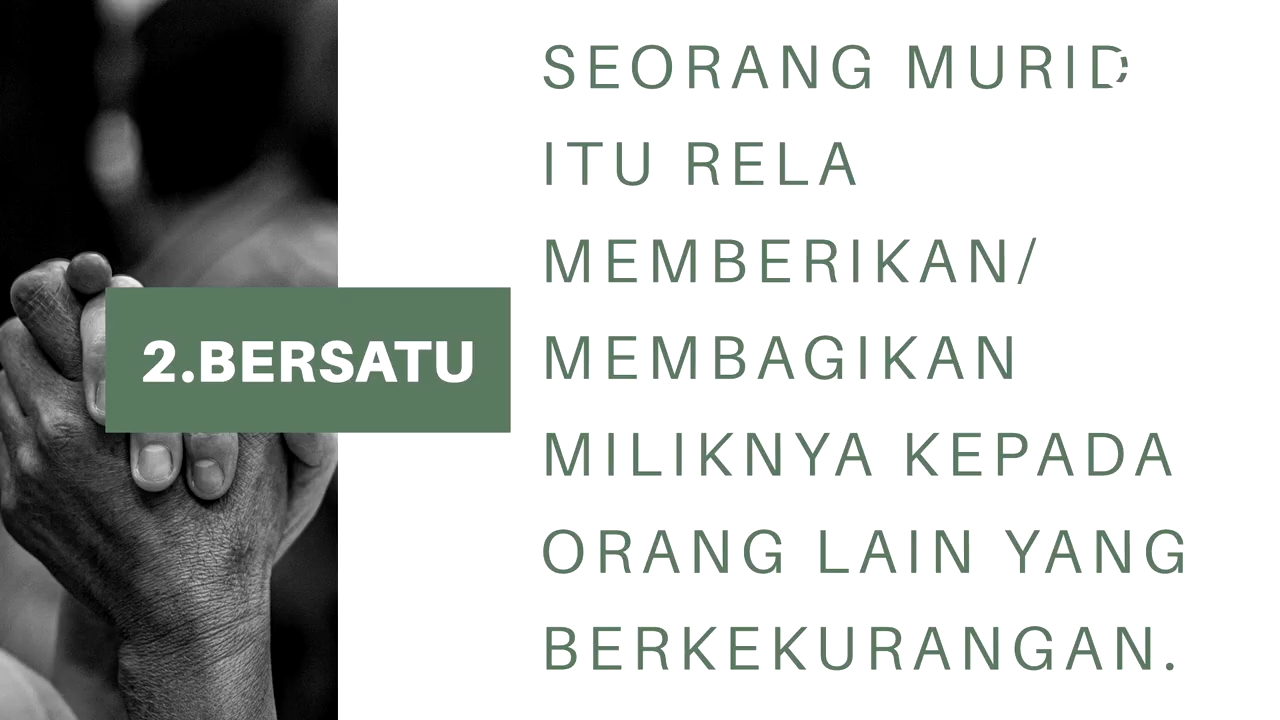 2.BERSATU
SEORANG MURID
ITU RELA
MEMBERIKAN/
MEMBAGIKAN
MILIKNYA KEPADA
ORANG LAIN YANG
BERKEKURANGAN.